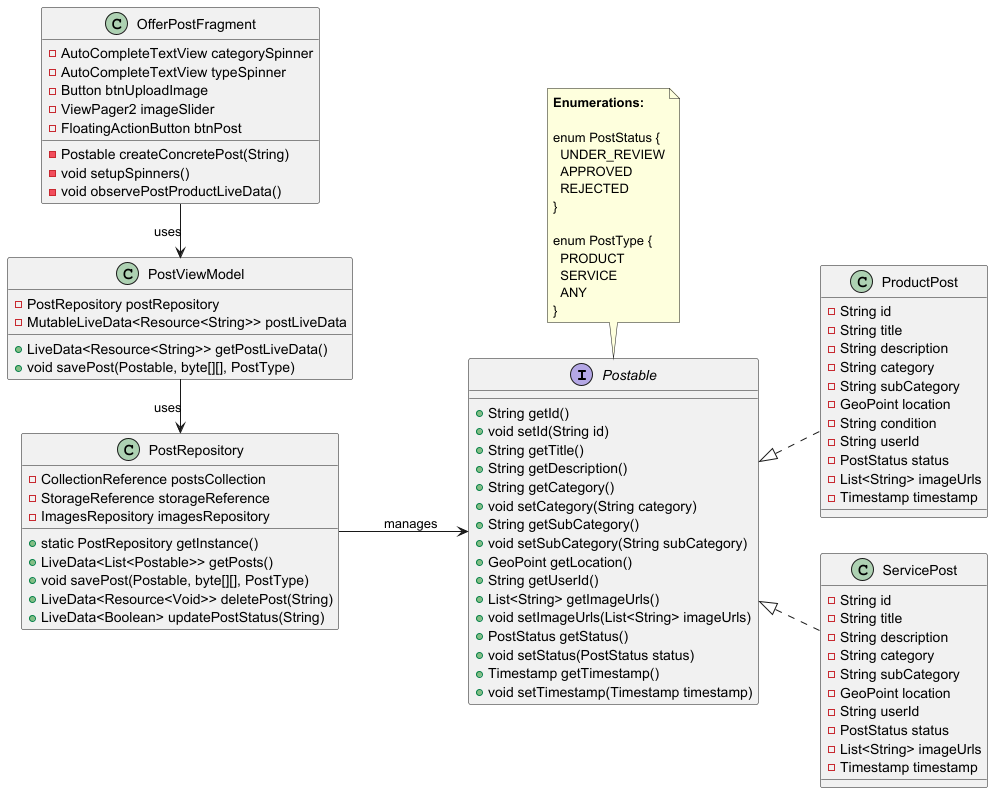 C OfferPostFragment
AutoCompleteTextView categorySpinner
AutoCompleteTextView typeSpinner
Button btnUploadImage
ViewPager2 imageSlider
FloatingActionButton btnPost
Postable createConcretePost(String)
void setupSpinners()
void observePostProductLiveData()
uses
C PostViewModel
PostRepository postRepository
MutableLiveData<Resource<String>> postLiveData
LiveData<Resource<String>> getPostLiveData()
void savePost(Postable, byte[][], PostType)
uses
C PostRepository
CollectionReference postsCollection
StorageReference storageReference
ImagesRepository imagesRepository
static PostRepository getInstance()
LiveData<List<Postable>> getPosts()
void savePost(Postable, byte[][], PostType)
LiveData<Resource<Void>> deletePost(String)
LiveData<Boolean> updatePostStatus(String)
manages
Enumerations:
enum PostStatus {
UNDER_REVIEW
APPROVED
REJECTED
}
enum PostType {
PRODUCT
SERVICE
ANY
}
I Postable
String getId()
void setId(String id)
String getTitle()
String getDescription()
String getCategory()
void setCategory(String category)
String getSubCategory()
void setSubCategory(String subCategory)
GeoPoint getLocation()
String getUserId()
List<String> getImageUrls()
void setImageUrls(List<String> imageUrls)
PostStatus getStatus()
void setStatus(PostStatus status)
Timestamp getTimestamp()
void setTimestamp(Timestamp timestamp)
C ProductPost
String id
String title
String description
String category
String subCategory
GeoPoint location
String condition
String userId
PostStatus status
List<String> imageUrls
Timestamp timestamp
C ServicePost
String id
String title
String description
String category
String subCategory
GeoPoint location
String userId
PostStatus status
List<String> imageUrls
Timestamp timestamp